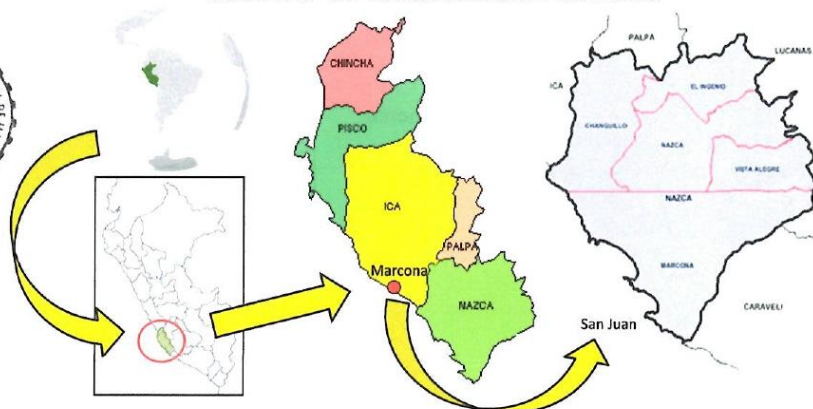 CHINCHA
PISCO
ICA
PALPA
Marcona
NAZCA
PALPA
LUCANAS
ICA
EL INGENIO
CHANGUILLO
NAZCA
VISTA ALEGRE
NAZCA
MARCONA
CARAVELI
San Juan